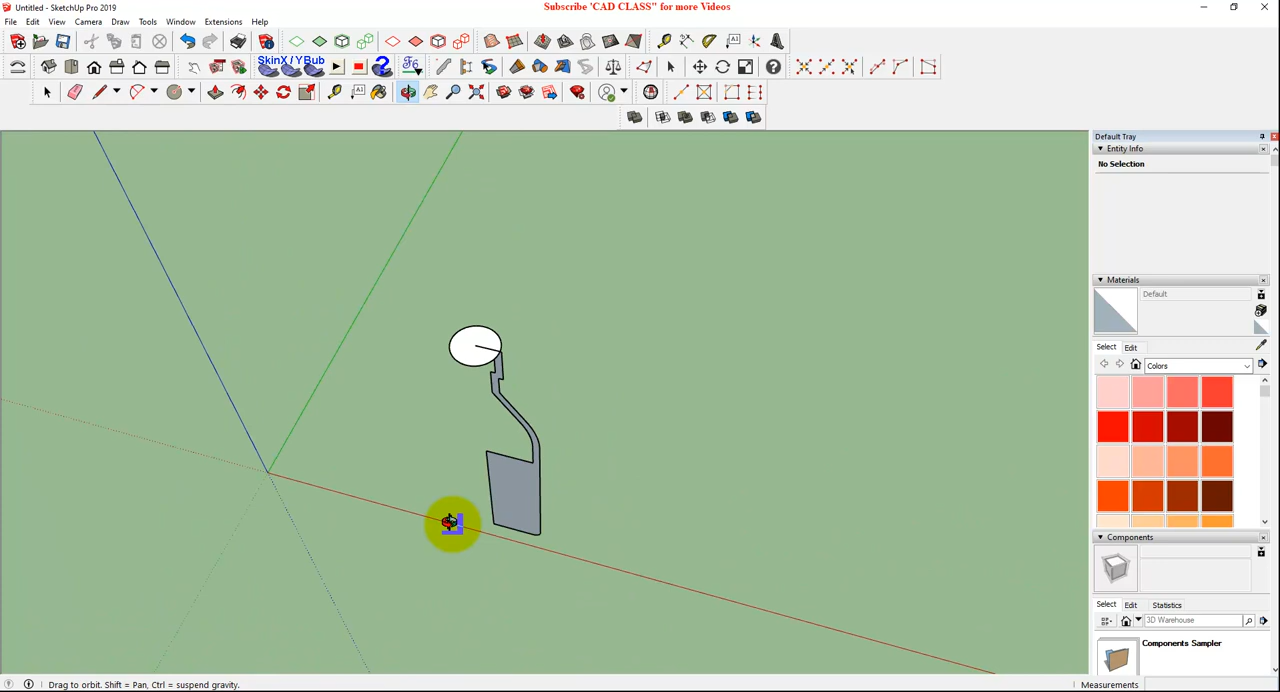 Untitled - SketchUp Pro 2019
Subscribe 'CAD CLASS" for more Videos
File Edit View Camera Draw Tools Window Extensions Help
SkinX / YBub
Default Tray
Entity Info
No Selection
Materials
Default
Select Edit
Colors
Components
Select Edit Statistics
3D Warehouse
Components Sampler
Drag to orbit. Shift = Pan, Ctrl = suspend gravity.
Measurements